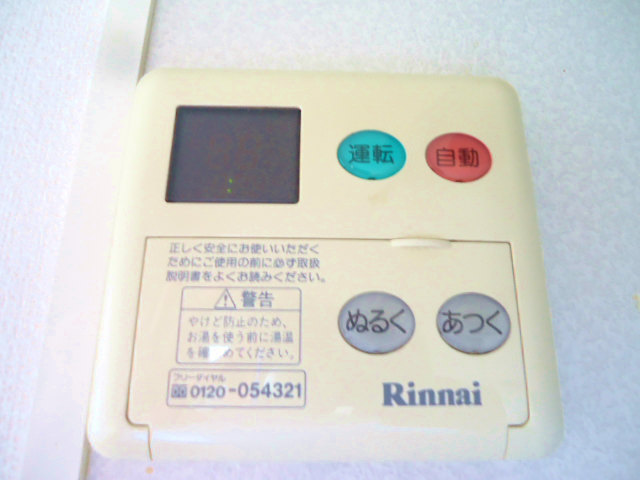 運転
自動
正しく安全にお使いいただく
ためにご使用の前に必ず取扱
説明書をよくお読みください。
警告
やけど防止のため、
お湯を使う前に湯温
を確かめてください。
フリーダイヤル
0120-054321
ぬるく
あつく
Rinnai